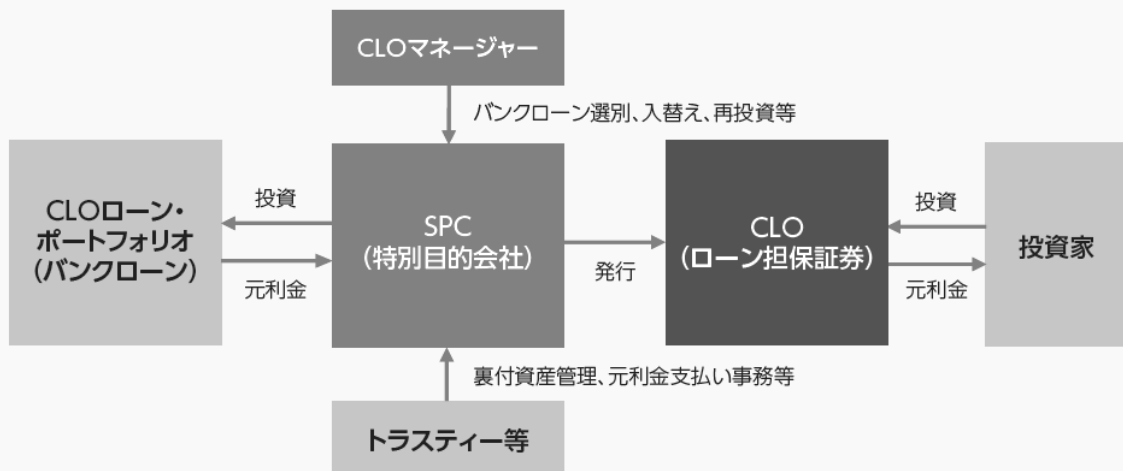 CLOマネージャー
バンクローン選別、入替え、再投資等
CLOローン・
ポートフォリオ
（バンクローン）
投資
元利金
SPC
（特別目的会社）
発行
CLO
（ローン担保証券）
投資
元利金
投資家
裏付資産管理、元利金支払い事務等
トラスティー等